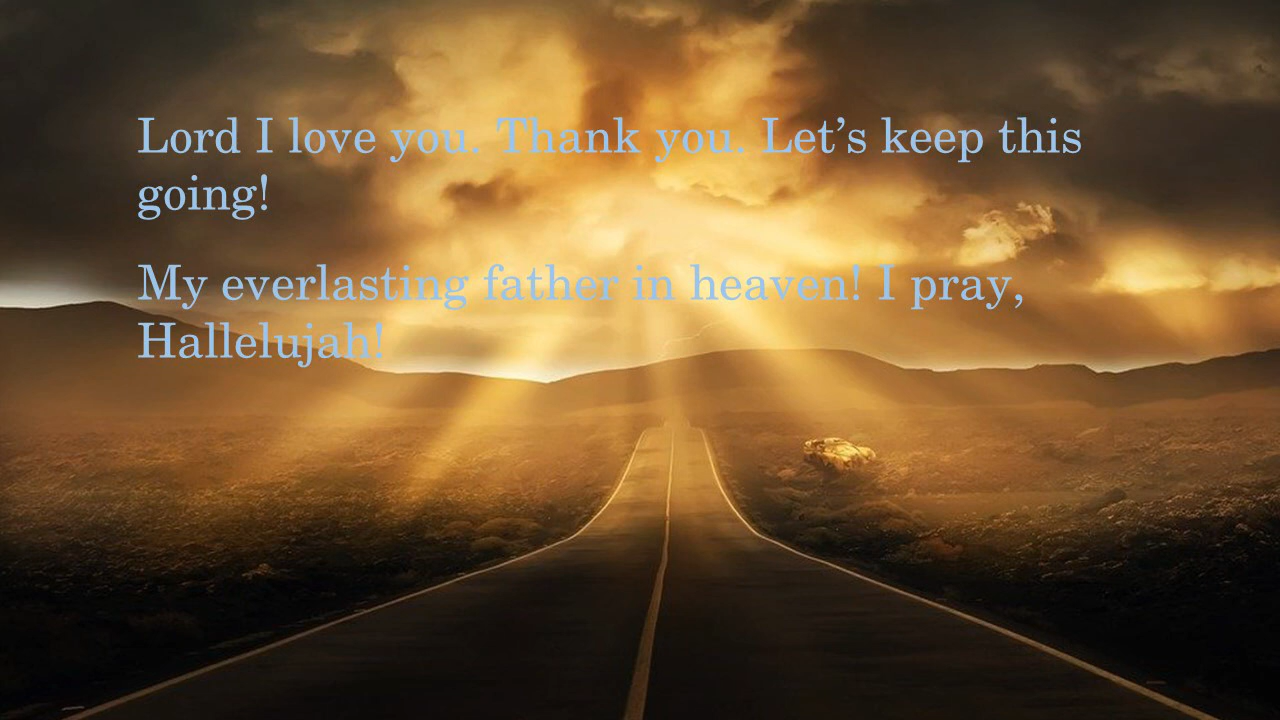 Lord I love you. Thank you. Let’s keep this
going!
My everlasting father in heaven! I pray,
Hallelujah!